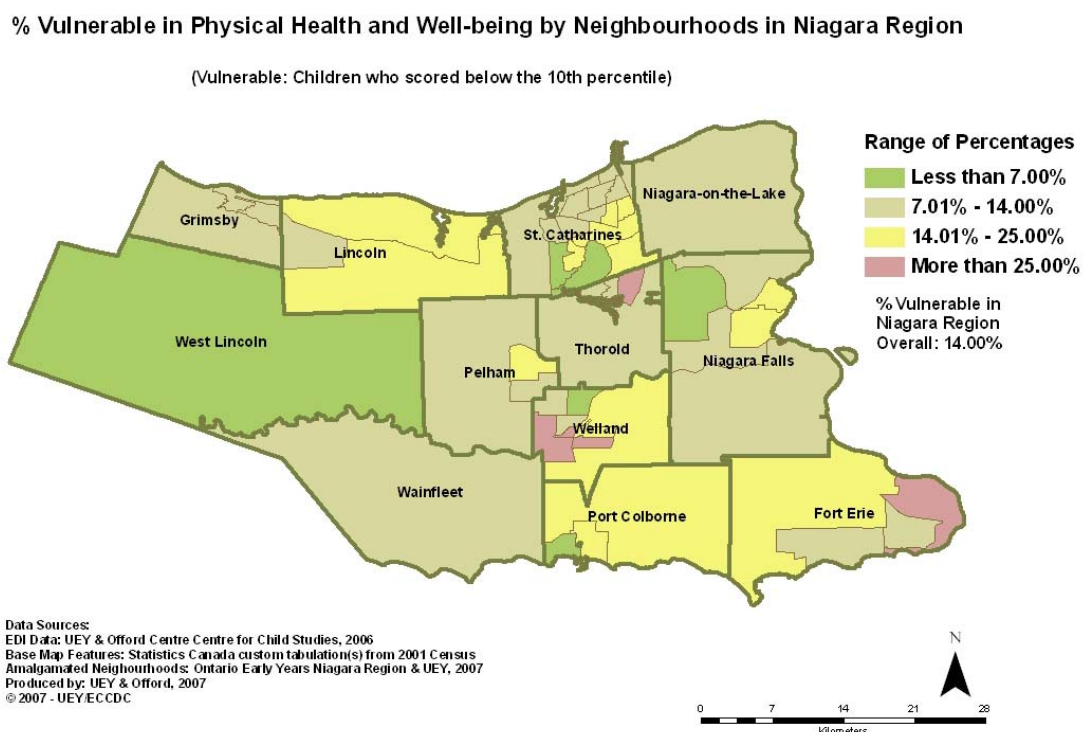 % Vulnerable in Physical Health and Well-being by Neighbourhoods in Niagara Region
(Vulnerable: Children who scored below the 10th percentile)
Range of Percentages
Less than 7.00%
7.01% - 14.00%
14.01% - 25.00%
More than 25.00%
% Vulnerable in
Niagara Region
Overall: 14.00%
Niagara-on-the-Lake
Grimsby
St. Catharines
Lincoln
West Lincoln
Thorold
Niagara Falls
Pelham
Welland
Wainfleet
Port Colborne
Fort Erie
Data Sources:
EDI Data: UEY & Offord Centre Centre for Child Studies, 2006
Base Map Features: Statistics Canada custom tabulation(s) from 2001 Census
Amalgamated Neighourhoods: Ontario Early Years Niagara Region & UEY, 2007
Produced by: UEY & Offord, 2007
© 2007 - UEY/ECCDC
N
0 7 14 21 28
Kilometers